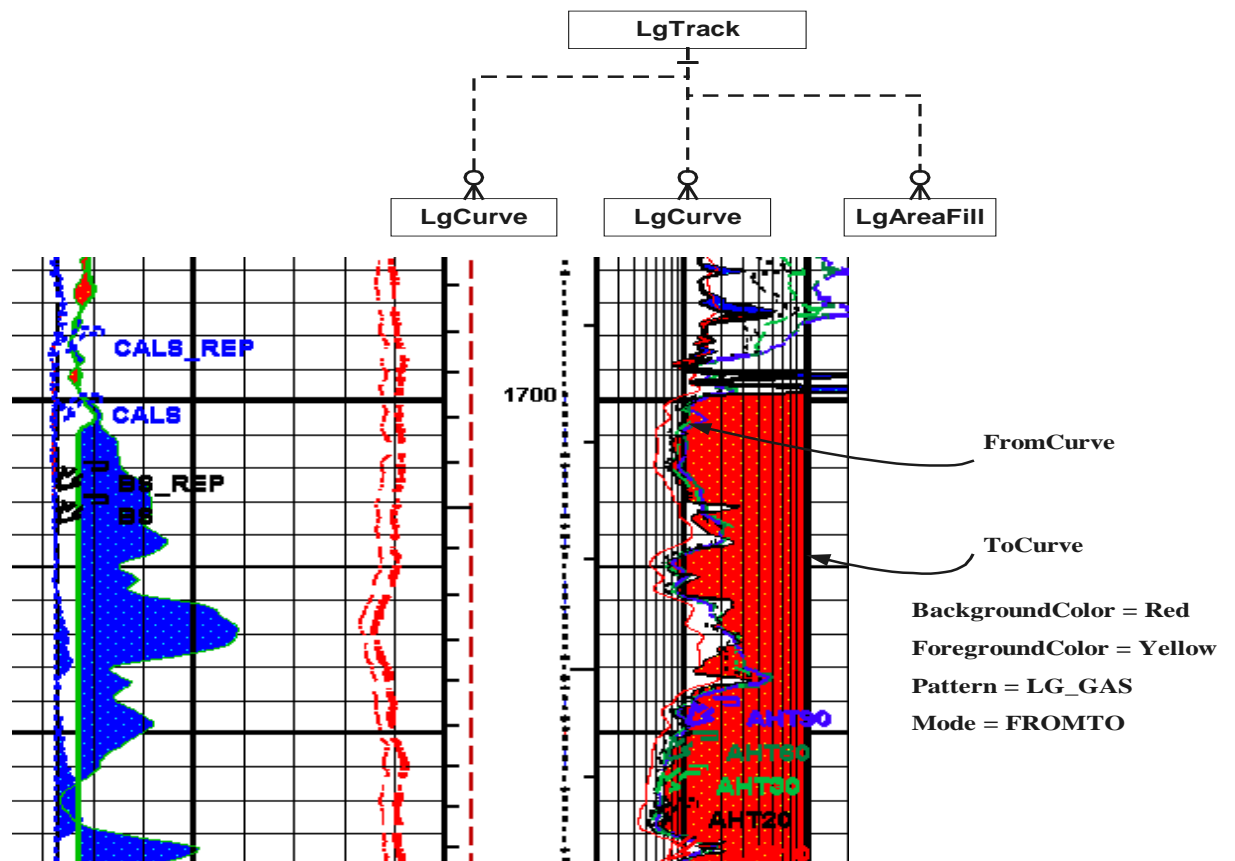 LgTrack
LgCurve
LgCurve
LgAreaFill
CALS_REP
1700
CALS
FromCurve
BS_REP
BS
ToCurve
BackgroundColor = Red
ForegroundColor = Yellow
Pattern = LG_GAS
Mode = FROMTO
AHT90
AHT60
AHT30
AHT20